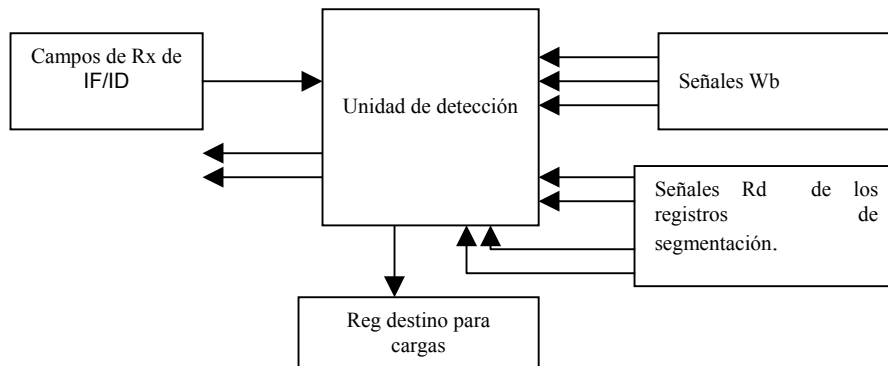 Campos de Rx de
IF/ID
Unidad de detección
Señales Wb
Señales Rd de los
registros de
segmentación.
Reg destino para
cargas